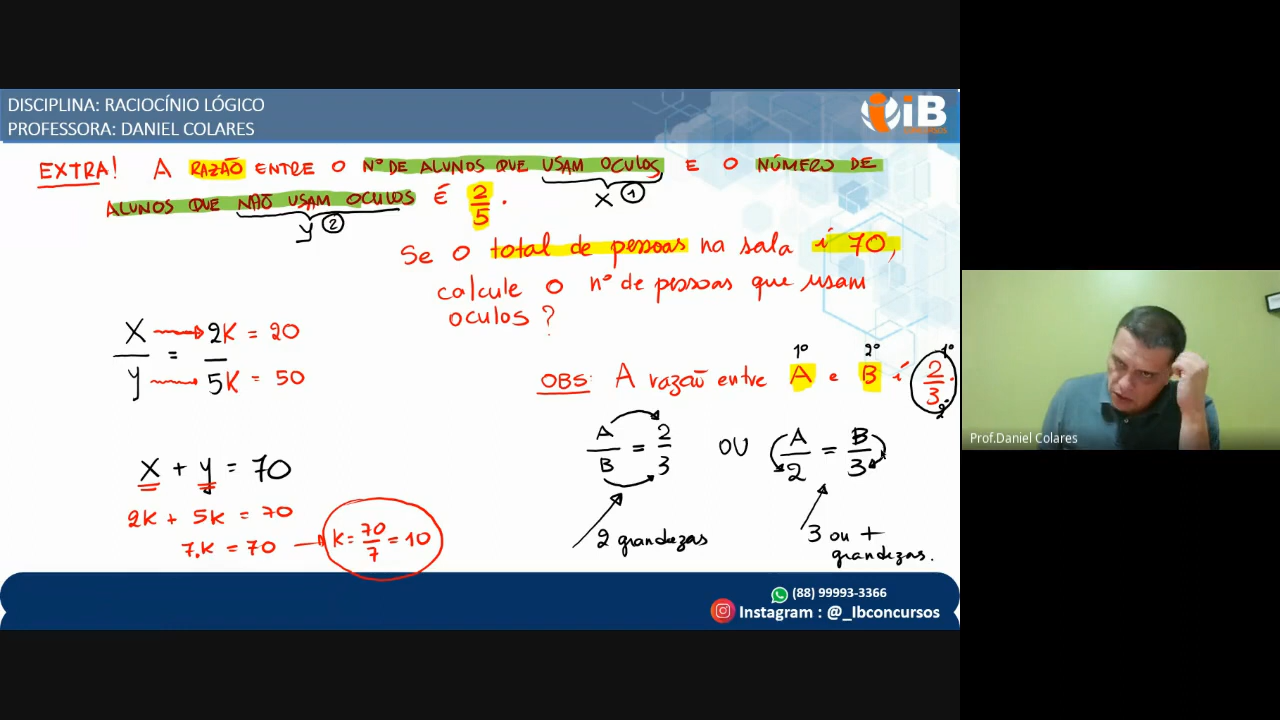 DISCIPLINA: RACIOCÍNIO LÓGICO
PROFESSORA: DANIEL COLARES
iB
CONCURSOS
EXTRA! A RAZÃO ENTRE O Nº DE ALUNOS QUE USAM OCULOS E O NÚMERO DE
X 1
ALUNOS QUE NÃO USAM OCULOS É 2/5.
y 2
Se o total de pessoas na sala é 70,
calcule o nº de pessoas que usam
oculos ?
X → 2K = 20
=
y → 5K = 50
1º 2º 1º
OBS: A razão entre A e B é 2/3.
2º
A/B = 2/3 OU A/2 = B/3
2 grandezas
3 ou +
grandezas.
X + y = 70
2K + 5K = 70
7.K = 70 → K = 70/7 = 10
Prof.Daniel Colares
(88) 99993-3366
Instagram : @_Ibconcursos